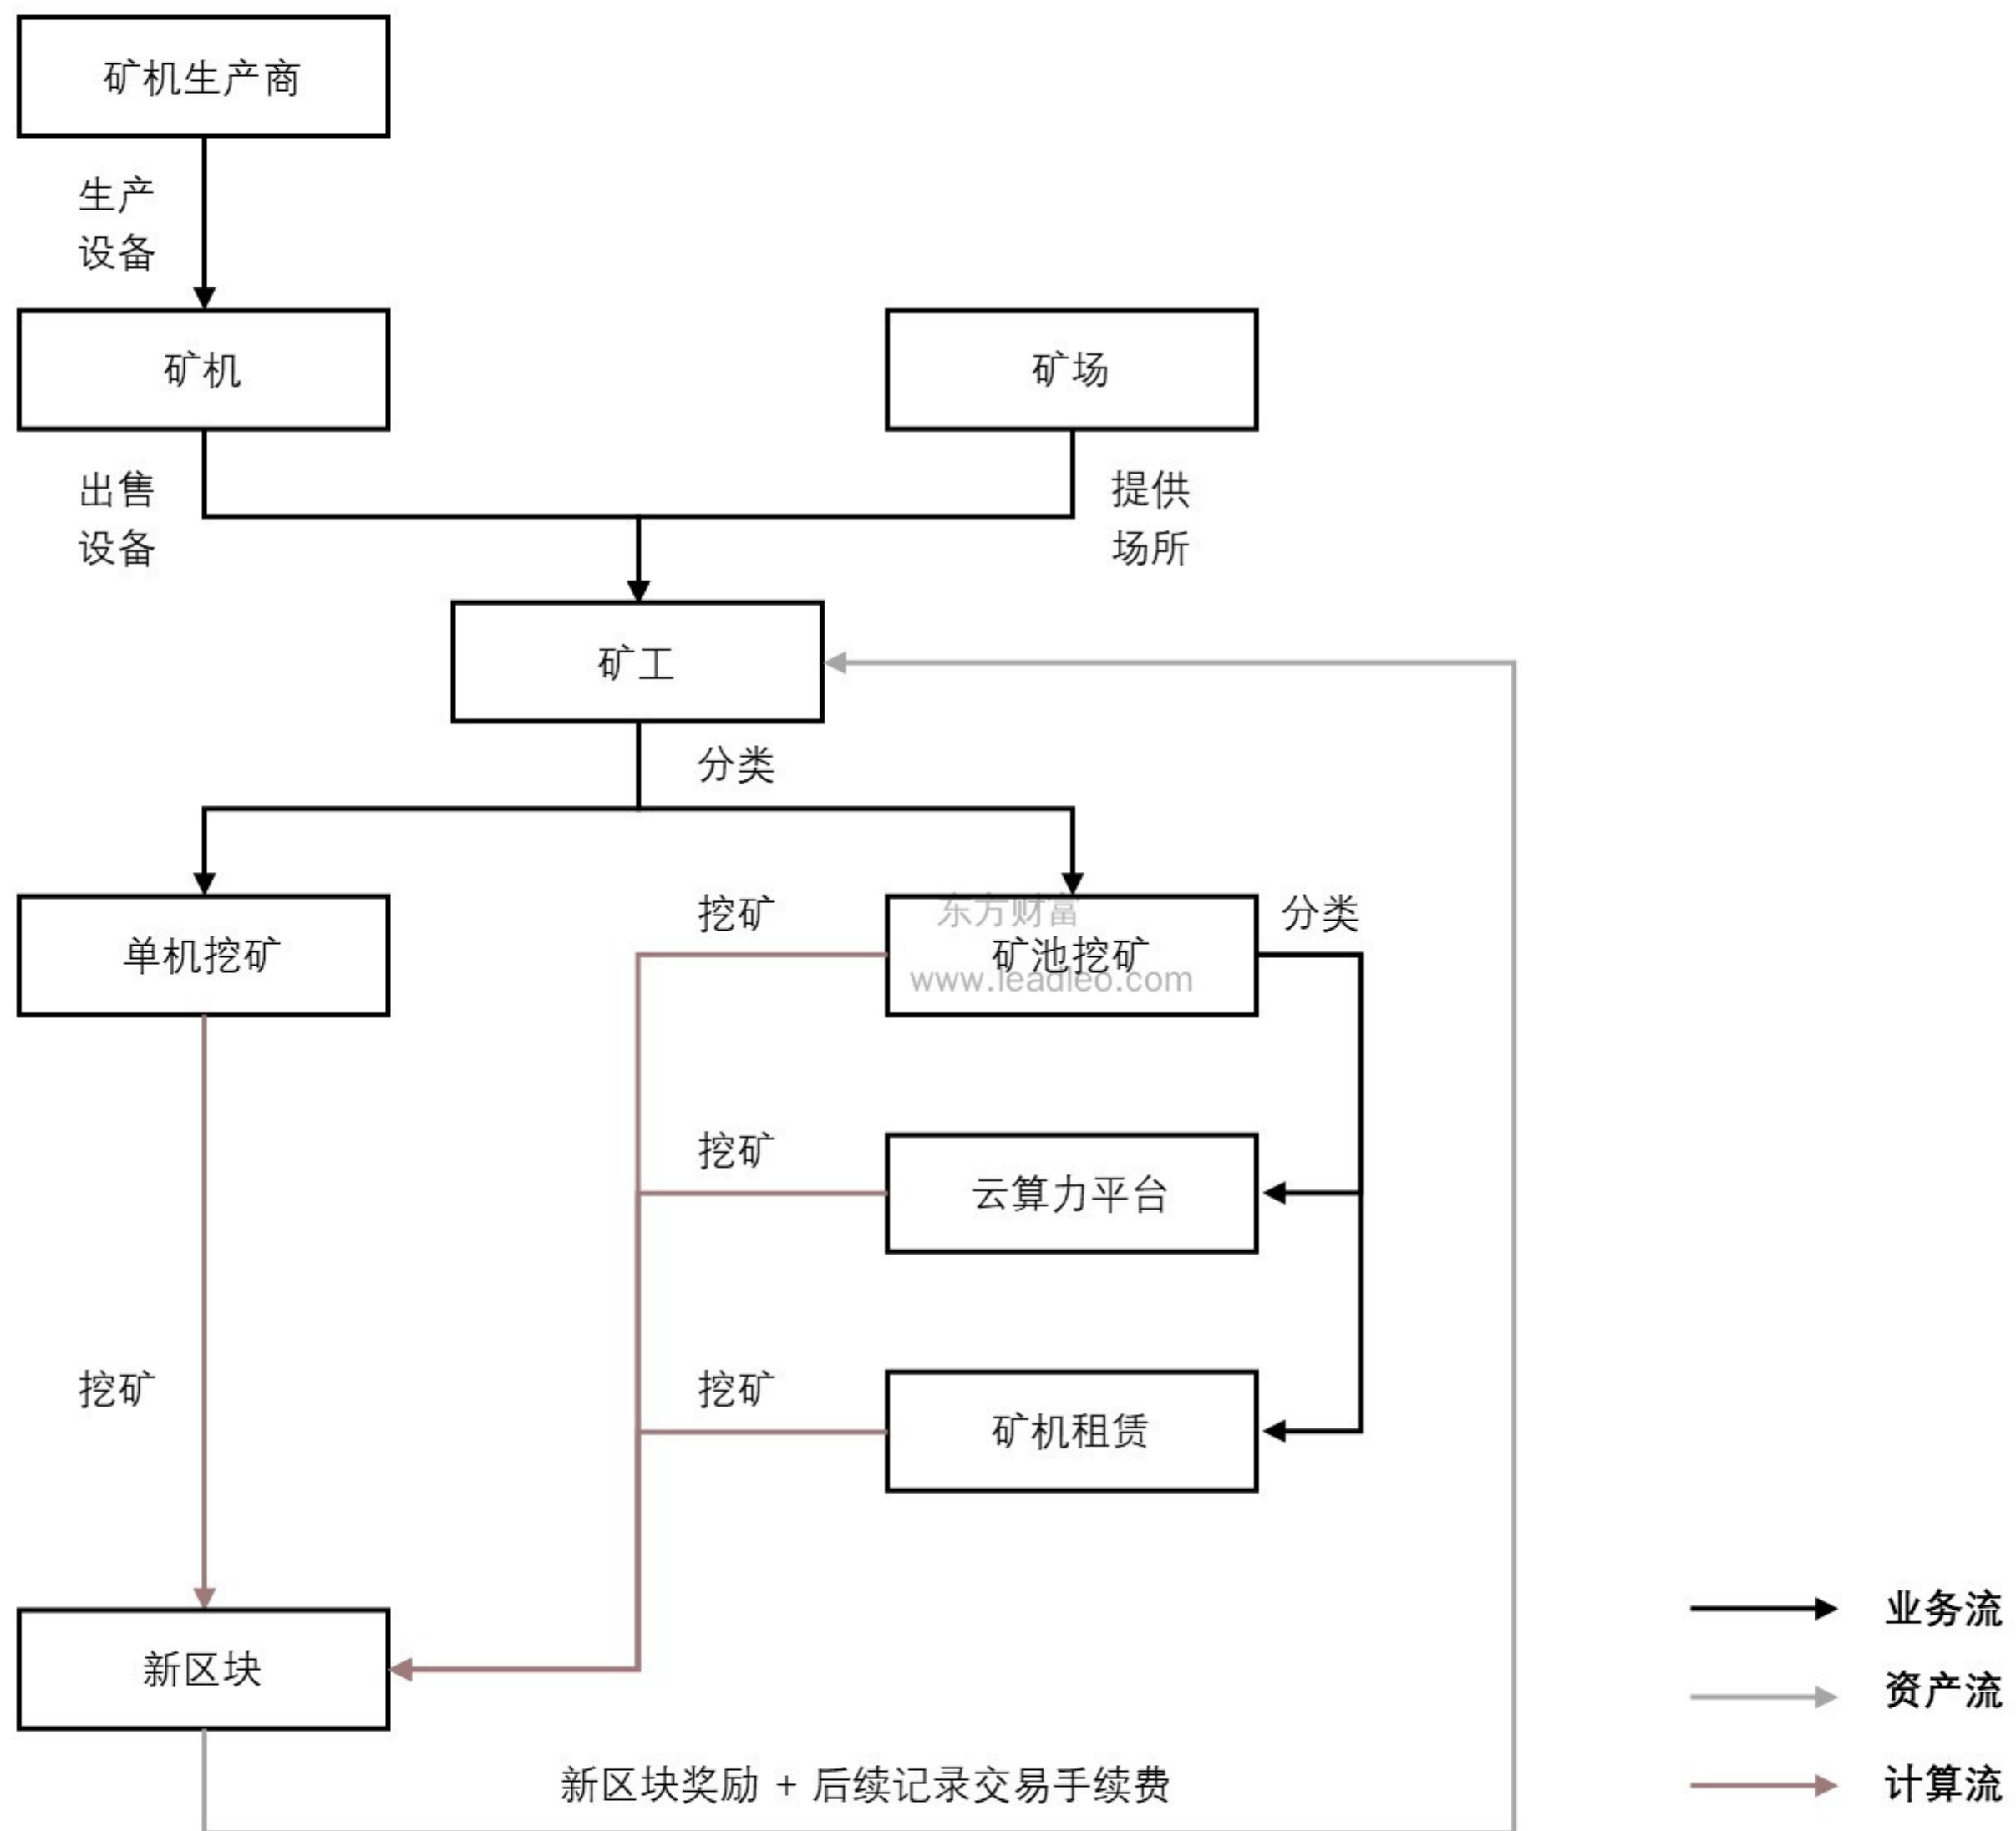 矿机生产商
生产
设备
矿机
矿场
出售
设备
提供
场所
矿工
分类
单机挖矿
挖矿
东方财富
矿池挖矿
www.leadleo.com
分类
挖矿
云算力平台
挖矿
挖矿
矿机租赁
新区块
新区块奖励 + 后续记录交易手续费
业务流
资产流
计算流